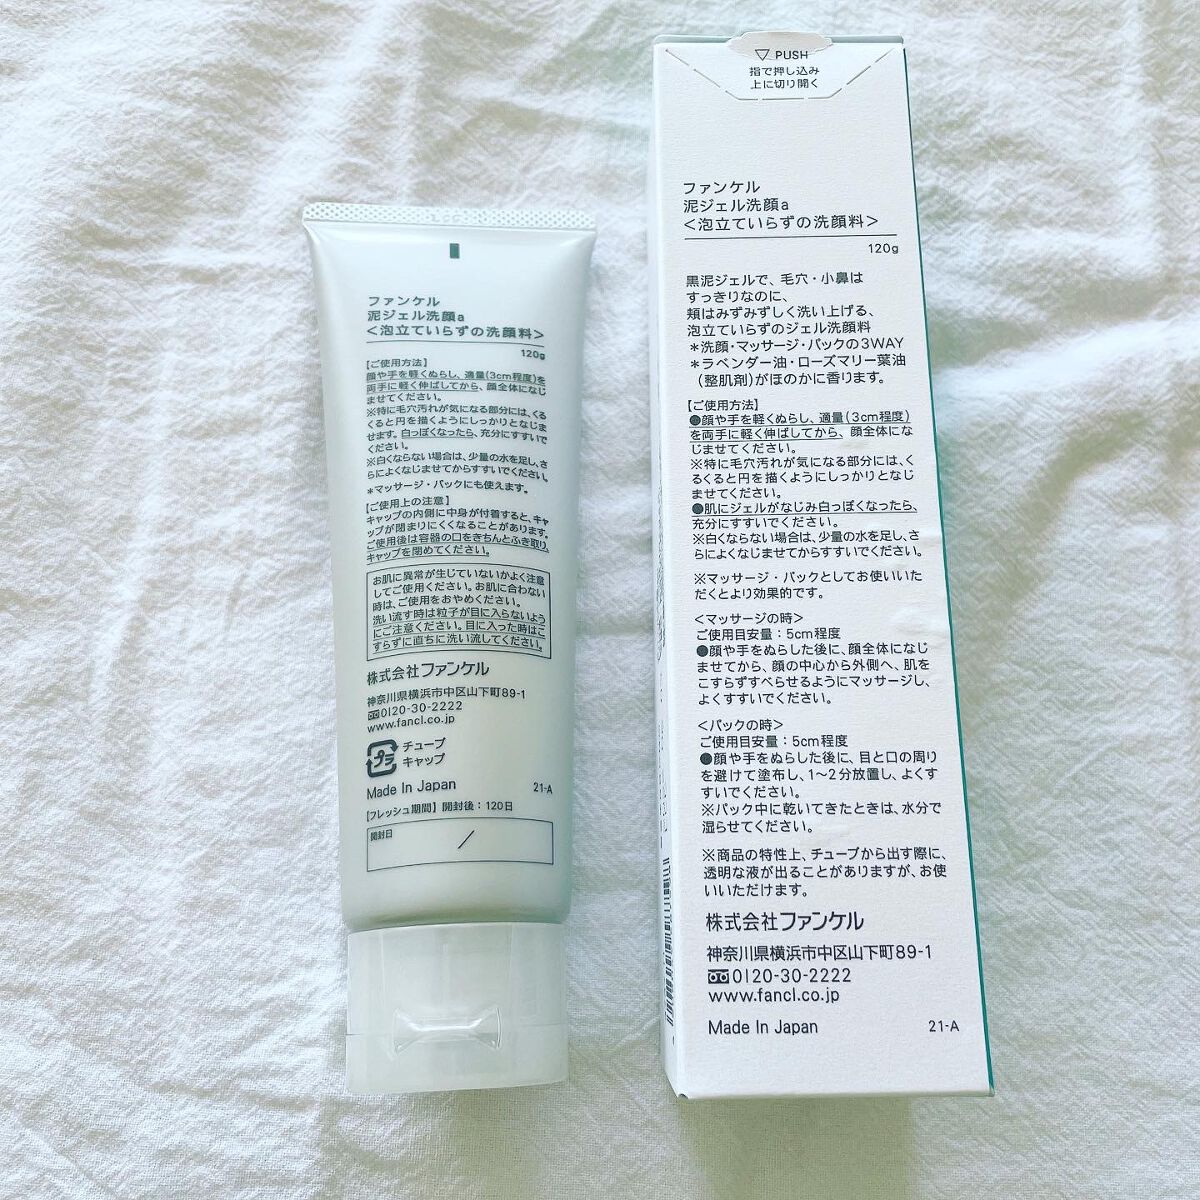 ファンケル
泥ジェル洗顔a
＜泡立ていらずの洗顔料＞
120g
【ご使用方法】
顔や手を軽くぬらし、適量(3cm程度)を
両手に軽く伸ばしてから、顔全体になじ
ませてください。
※特に毛穴汚れが気になる部分には、くる
くると円を描くようにしっかりとなじ
ませます。白っぽくなったら、充分にすすいで
ください。
※白くならない場合は、少量の水を足し、さ
らによくなじませてからすすいでください。
＊マッサージ・パックにも使えます。
【ご使用上の注意】
キャップの内側に中身が付着すると、キャ
ップが閉まりにくくなることがあります。
ご使用後は容器の口をきちんとふき取り、
キャップを閉めてください。
お肌に異常が生じていないかよく注意
してご使用ください。お肌に合わない
時は、ご使用をおやめください。
洗い流す時は粒子が目に入らないよう
にご注意ください。目に入った時はこ
すらずに直ちに洗い流してください。
株式会社ファンケル
神奈川県横浜市中区山下町89-1
0120-30-2222
www.fancl.co.jp
プラ
チューブ
キャップ
Made In Japan 21-A
【フレッシュ期間】開封後：120日
開封日 /
▽ PUSH
指で押し込み
上に切り開く
ファンケル
泥ジェル洗顔a
＜泡立ていらずの洗顔料＞
120g
黒泥ジェルで、毛穴・小鼻は
すっきりなのに、
頬はみずみずしく洗い上げる、
泡立ていらずのジェル洗顔料
＊洗顔・マッサージ・パックの3WAY
＊ラベンダー油・ローズマリー葉油
（整肌剤）がほのかに香ります。
【ご使用方法】
●顔や手を軽くぬらし、適量(3cm程度)
を両手に軽く伸ばしてから、顔全体にな
じませてください。
※特に毛穴汚れが気になる部分には、く
るくると円を描くようにしっかりとなじ
ませてください。
●肌にジェルがなじみ白っぽくなったら、
充分にすすいでください。
※白くならない場合は、少量の水を足し、さ
らによくなじませてからすすいでください。
※マッサージ・パックとしてお使いいた
だくとより効果的です。
＜マッサージの時＞
ご使用目安量：5cm程度
●顔や手をぬらした後に、顔全体になじ
ませてから、顔の中心から外側へ、肌を
こすらずすべらせるようにマッサージし、
よくすすいでください。
＜パックの時＞
ご使用目安量：5cm程度
●顔や手をぬらした後に、目と口の周り
を避けて塗布し、1〜2分放置し、よくす
すいでください。
※パック中に乾いてきたときは、水分で
湿らせてください。
※商品の特性上、チューブから出す際に、
透明な液が出ることがありますが、お使
いいただけます。
株式会社ファンケル
神奈川県横浜市中区山下町89-1
0120-30-2222
www.fancl.co.jp
Made In Japan 21-A